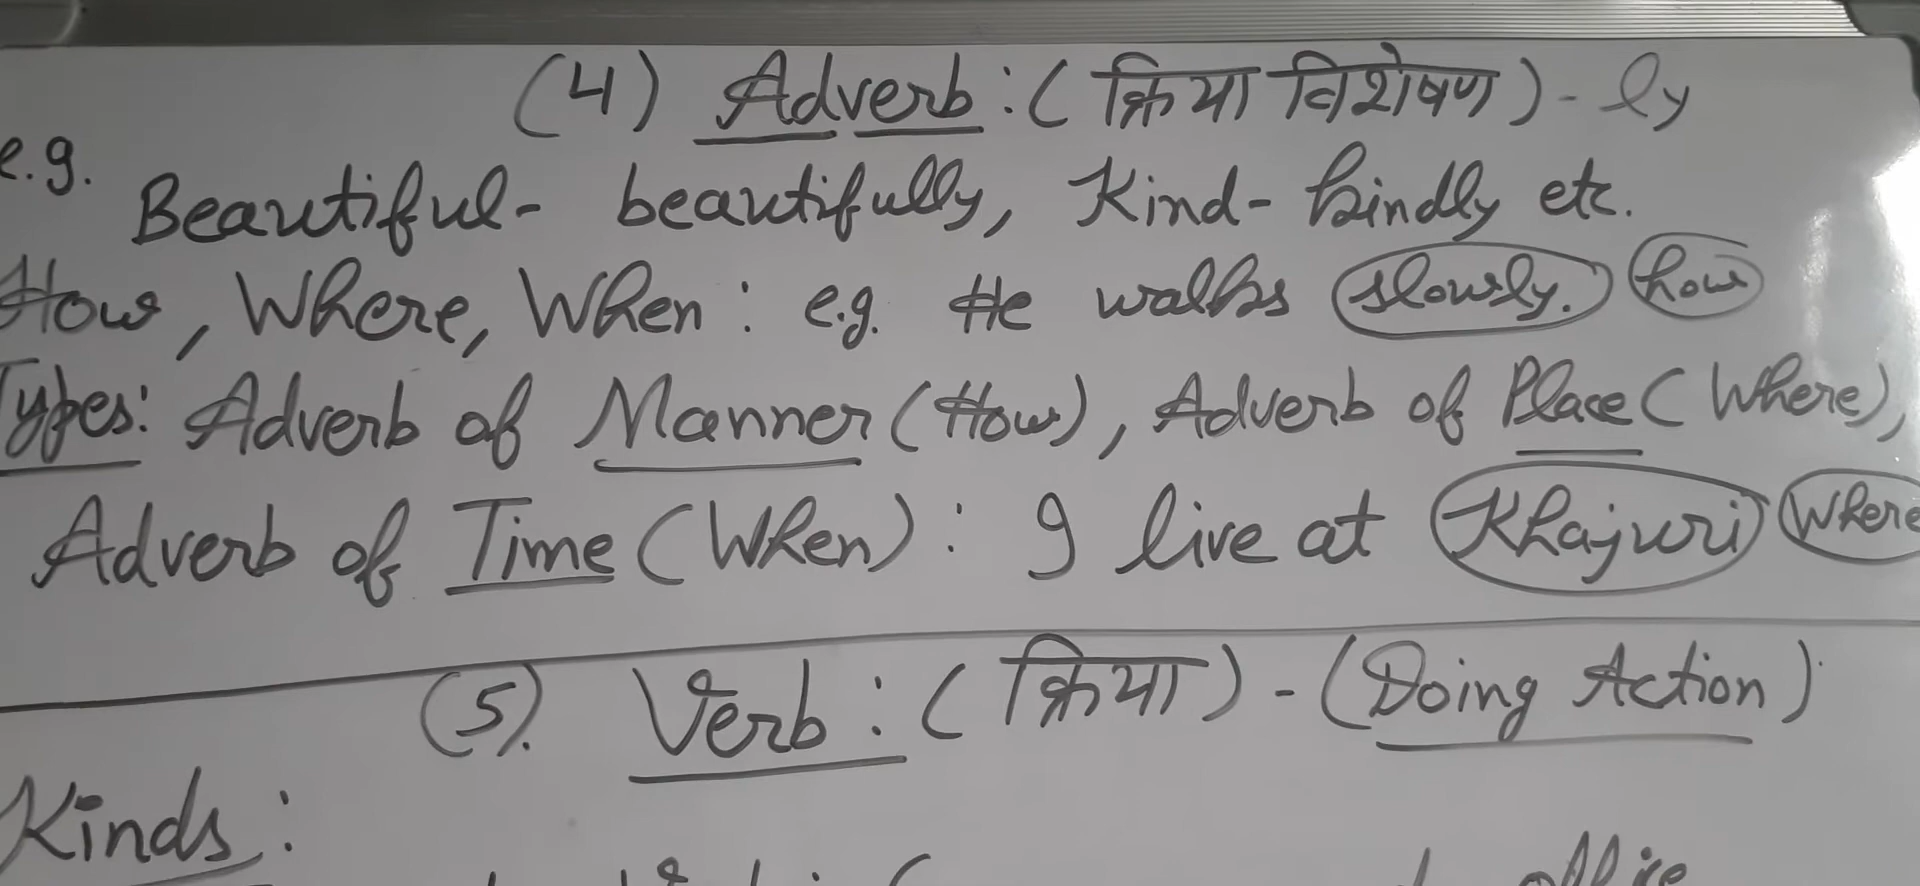 (4) Adverb : (क्रिया विशेषण) - ly
e.g.
Beautiful - beautifully, Kind - kindly etc.
How, Where, When : e.g. He walks slowly. how
Types: Adverb of Manner (How), Adverb of Place (Where),
Adverb of Time (When) : I live at Khajuri Where
(5). Verb : (क्रिया) - (Doing Action)
Kinds :
office